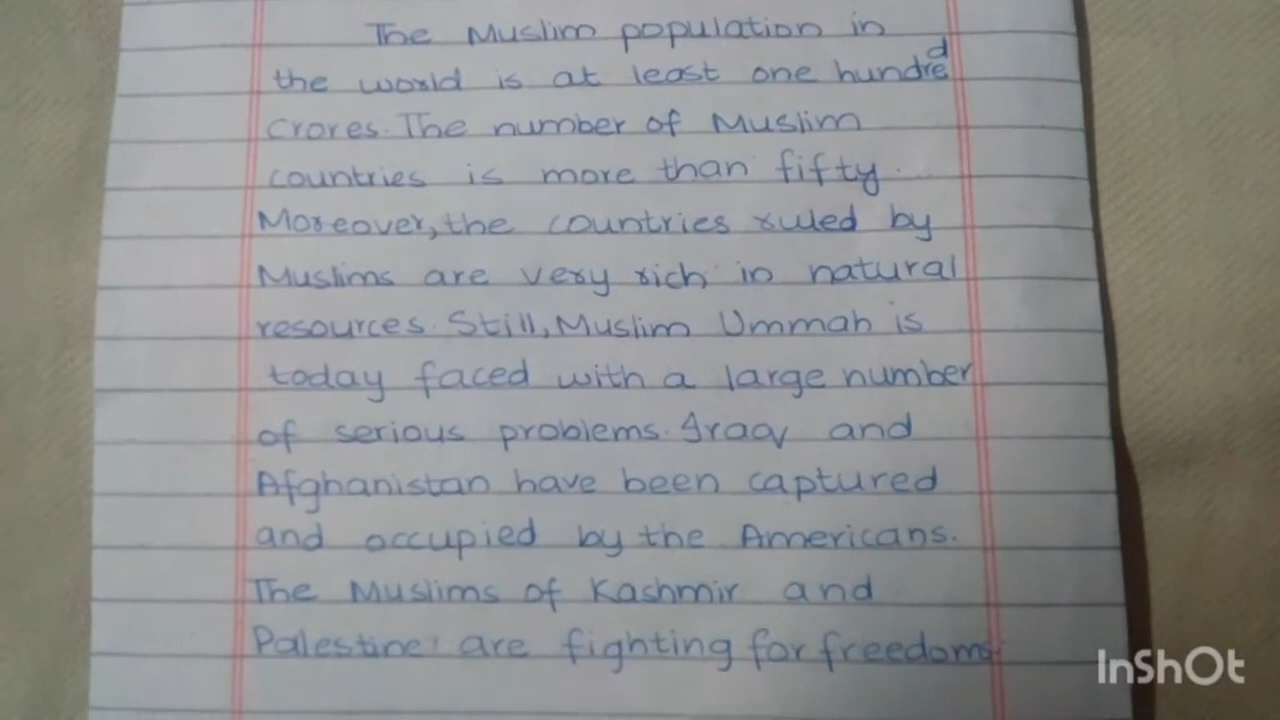 The Muslim population in
the world is at least one hundred
crores. The number of Muslim
countries is more than fifty.
Moreover, the countries ruled by
Muslims are very rich in natural
resources. Still, Muslim Ummah is
today faced with a large number
of serious problems. Iraq and
Afghanistan have been captured
and occupied by the Americans.
The Muslims of Kashmir and
Palestine are fighting for freedoms
InShOt